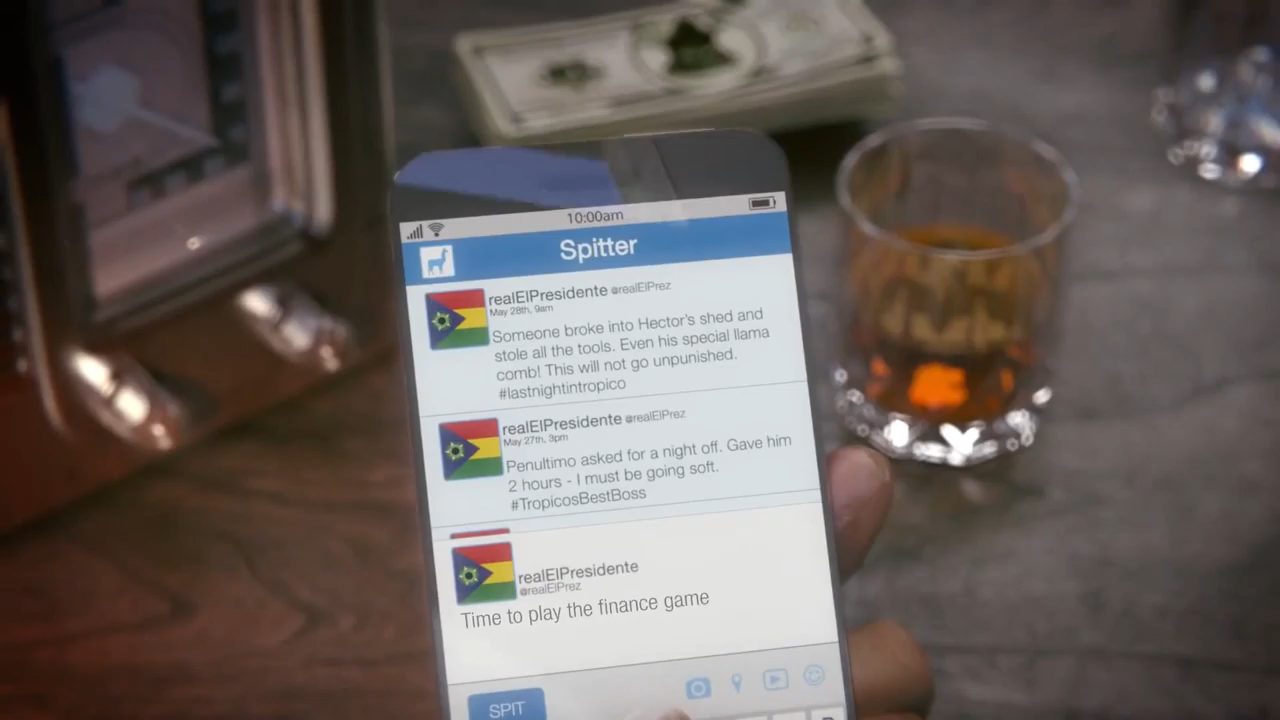 10:00am
Spitter
realElPresidente @realElPrez
May 28th, 9am
Someone broke into Hector's shed and
stole all the tools. Even his special llama
comb! This will not go unpunished.
#lastnightintropico
realElPresidente @realElPrez
May 27th, 3pm
Penultimo asked for a night off. Gave him
2 hours - I must be going soft.
#TropicosBestBoss
realElPresidente
@realElPrez
Time to play the finance game
SPIT